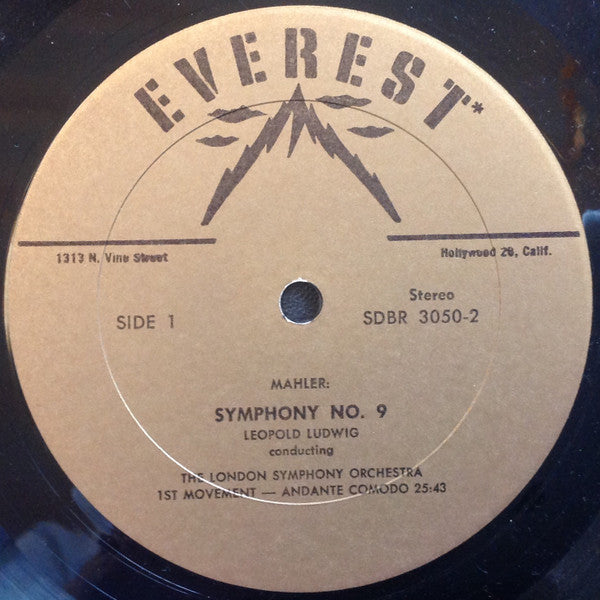 EVEREST*
1313 N. Vine Street
Hollywood 28, Calif.
SIDE 1
Stereo
SDBR 3050-2
MAHLER:
SYMPHONY NO. 9
LEOPOLD LUDWIG
conducting
THE LONDON SYMPHONY ORCHESTRA
1ST MOVEMENT — ANDANTE COMODO 25:43